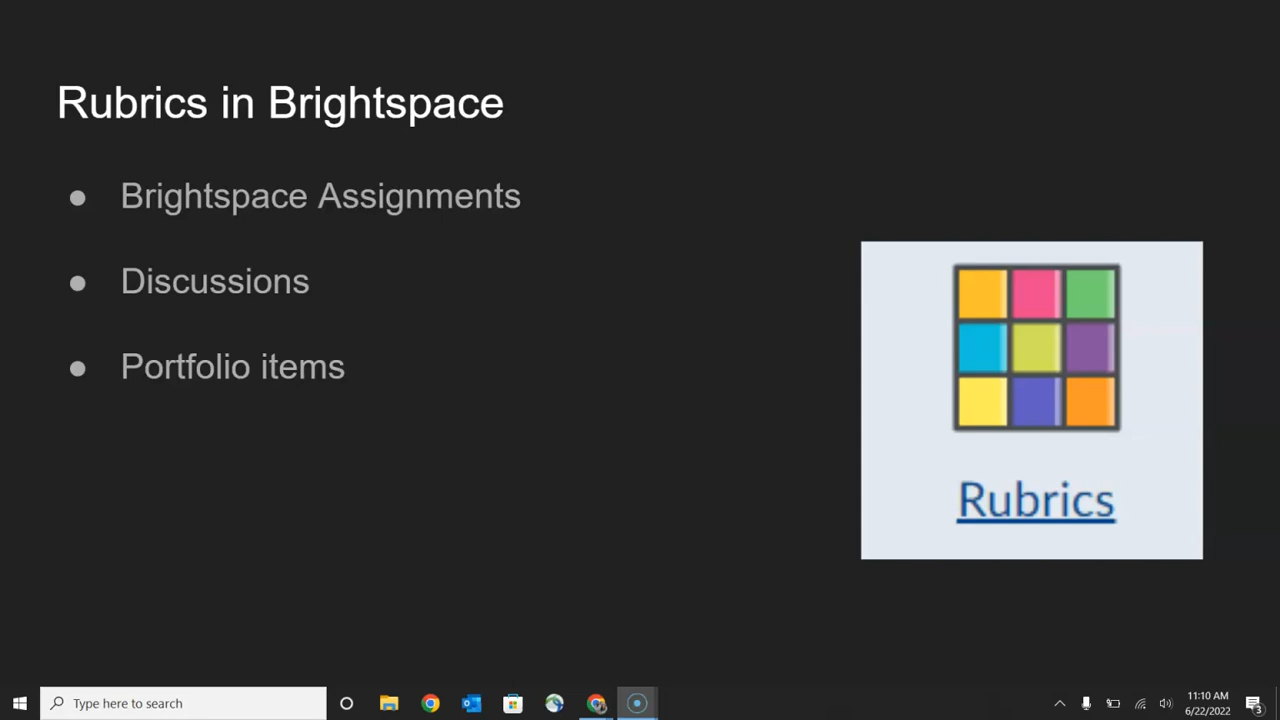 Rubrics in Brightspace
● Brightspace Assignments
● Discussions
● Portfolio items
Rubrics
Type here to search
11:10 AM
6/22/2022
3